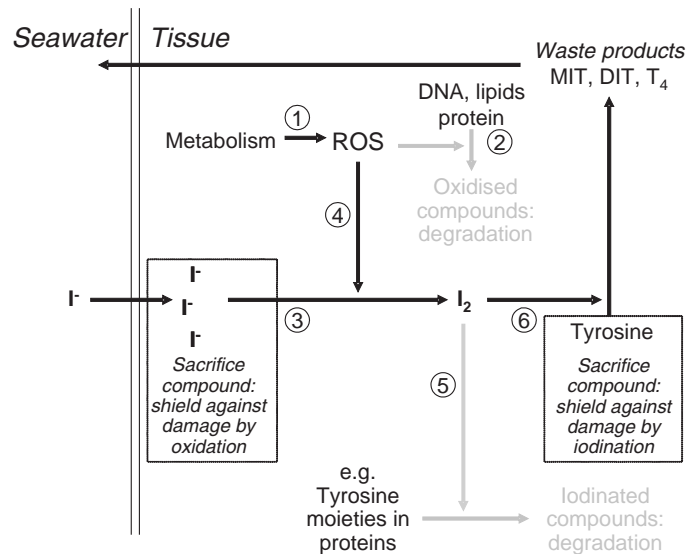 Seawater
Tissue
Waste products
MIT, DIT, T4
DNA, lipids
protein
①
②
Metabolism
ROS
Oxidised
compounds:
degradation
④
I-
I-
I-
I-
③
I2
⑥
Tyrosine
Sacrifice
compound:
shield against
damage by
oxidation
Sacrifice
compound:
shield against
damage by
iodination
⑤
e.g.
Tyrosine
moieties in
proteins
Iodinated
compounds:
degradation